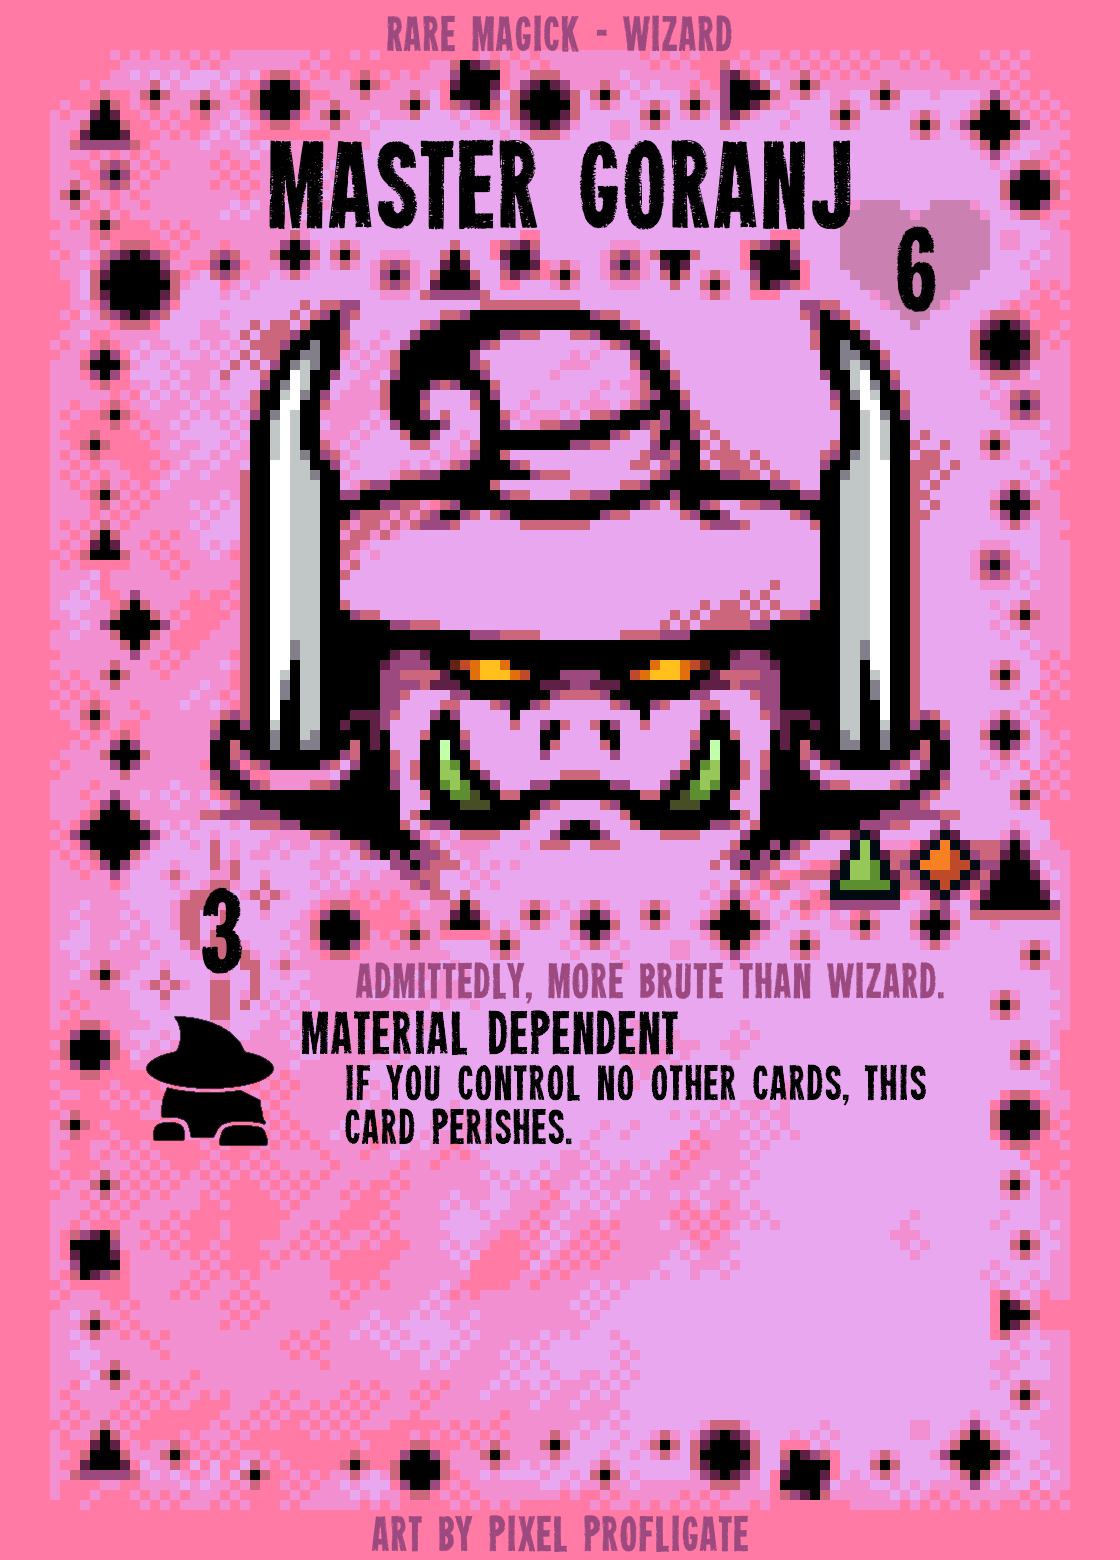 RARE MAGICK - WIZARD
MASTER GORANJ
6
3
ADMITTEDLY, MORE BRUTE THAN WIZARD.
MATERIAL DEPENDENT
IF YOU CONTROL NO OTHER CARDS, THIS
CARD PERISHES.
ART BY PIXEL PROFLIGATE